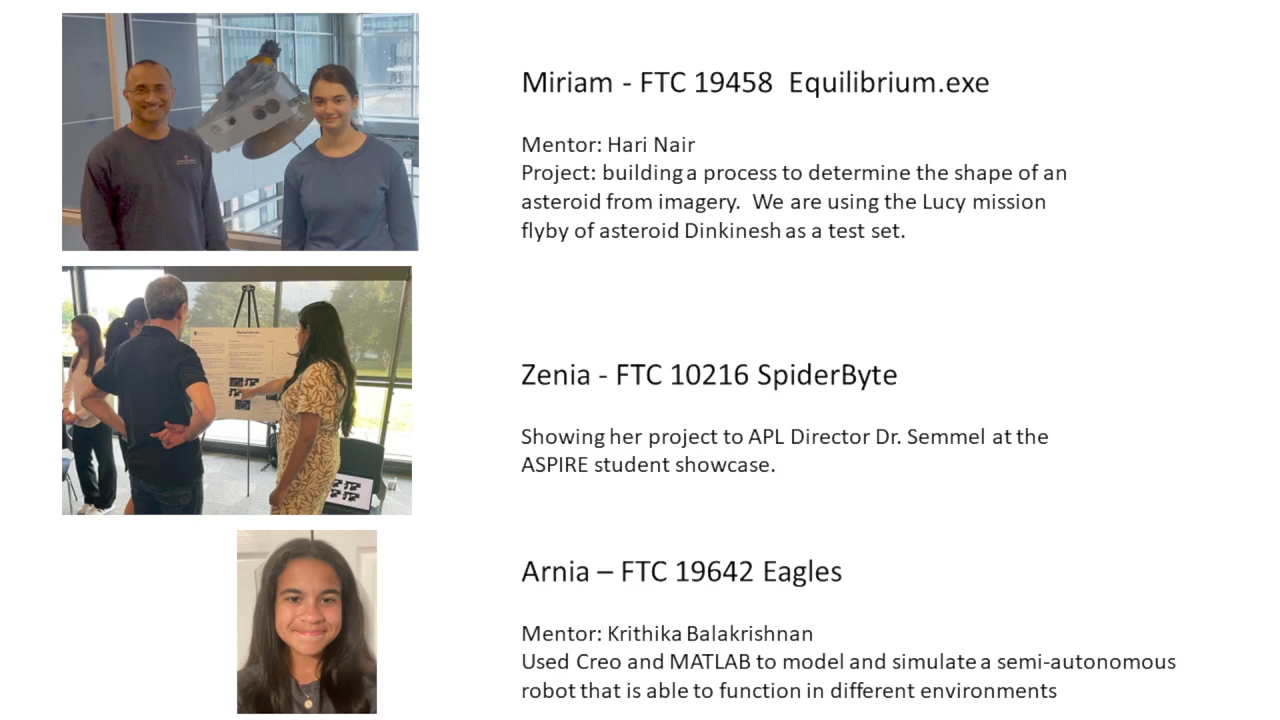 Miriam - FTC 19458 Equilibrium.exe
Mentor: Hari Nair
Project: building a process to determine the shape of an
asteroid from imagery. We are using the Lucy mission
flyby of asteroid Dinkinesh as a test set.
Zenia - FTC 10216 SpiderByte
Showing her project to APL Director Dr. Semmel at the
ASPIRE student showcase.
Arnia – FTC 19642 Eagles
Mentor: Krithika Balakrishnan
Used Creo and MATLAB to model and simulate a semi-autonomous
robot that is able to function in different environments